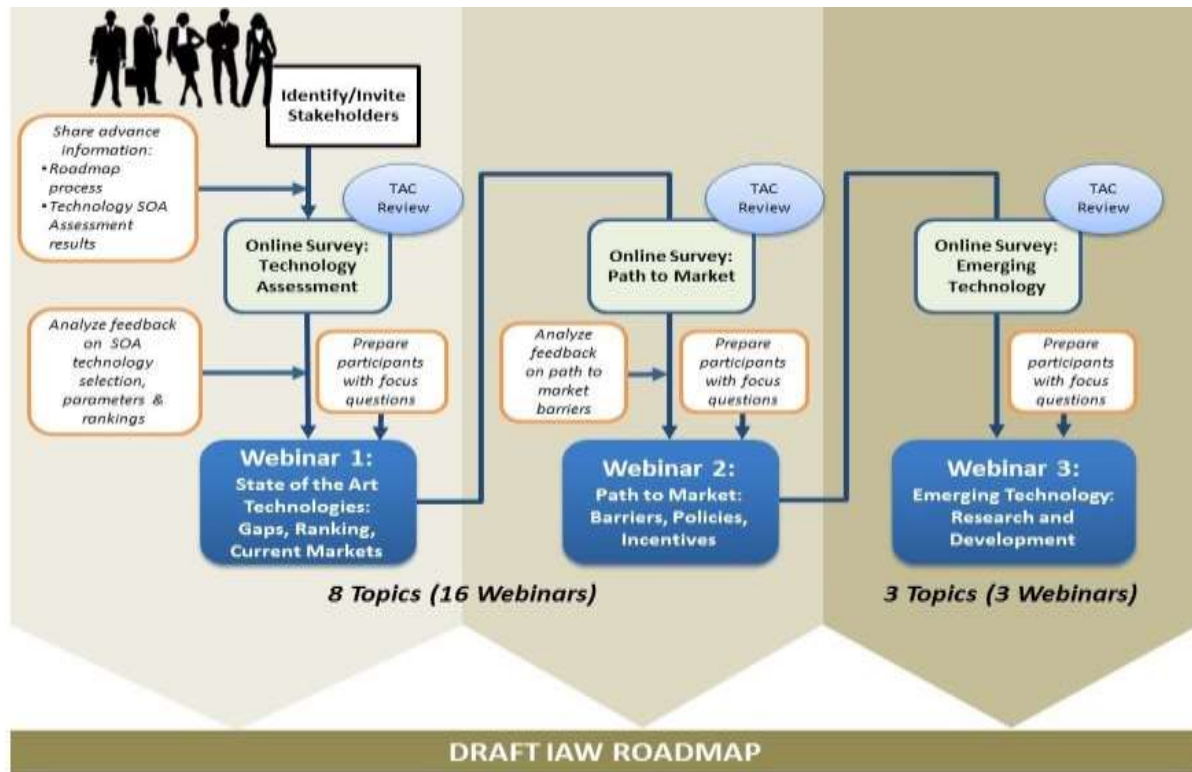 Identify/Invite
Stakeholders
Share advance
information:
•Roadmap
process
•Technology SOA
Assessment
results
TAC
Review
Online Survey:
Technology
Assessment
Analyze feedback
on SOA
technology
selection,
parameters &
rankings
Prepare
participants
with focus
questions
Webinar 1:
State of the Art
Technologies:
Gaps, Ranking,
Current Markets
TAC
Review
Online Survey:
Path to Market
Analyze
feedback
on path to
market
barriers
Prepare
participants
with focus
questions
Webinar 2:
Path to Market:
Barriers, Policies,
Incentives
TAC
Review
Online Survey:
Emerging
Technology
Prepare
participants
with focus
questions
Webinar 3:
Emerging Technology:
Research and
Development
8 Topics (16 Webinars)
3 Topics (3 Webinars)
DRAFT IAW ROADMAP